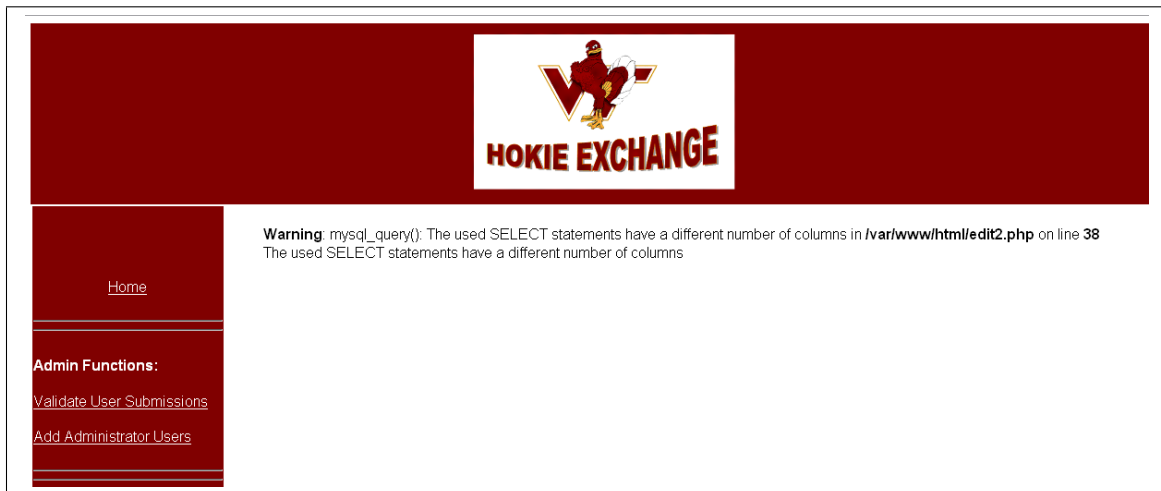 VT
HOKIE EXCHANGE
Warning: mysql_query(): The used SELECT statements have a different number of columns in /var/www/html/edit2.php on line 38
The used SELECT statements have a different number of columns
Home
Admin Functions:
Validate User Submissions
Add Administrator Users